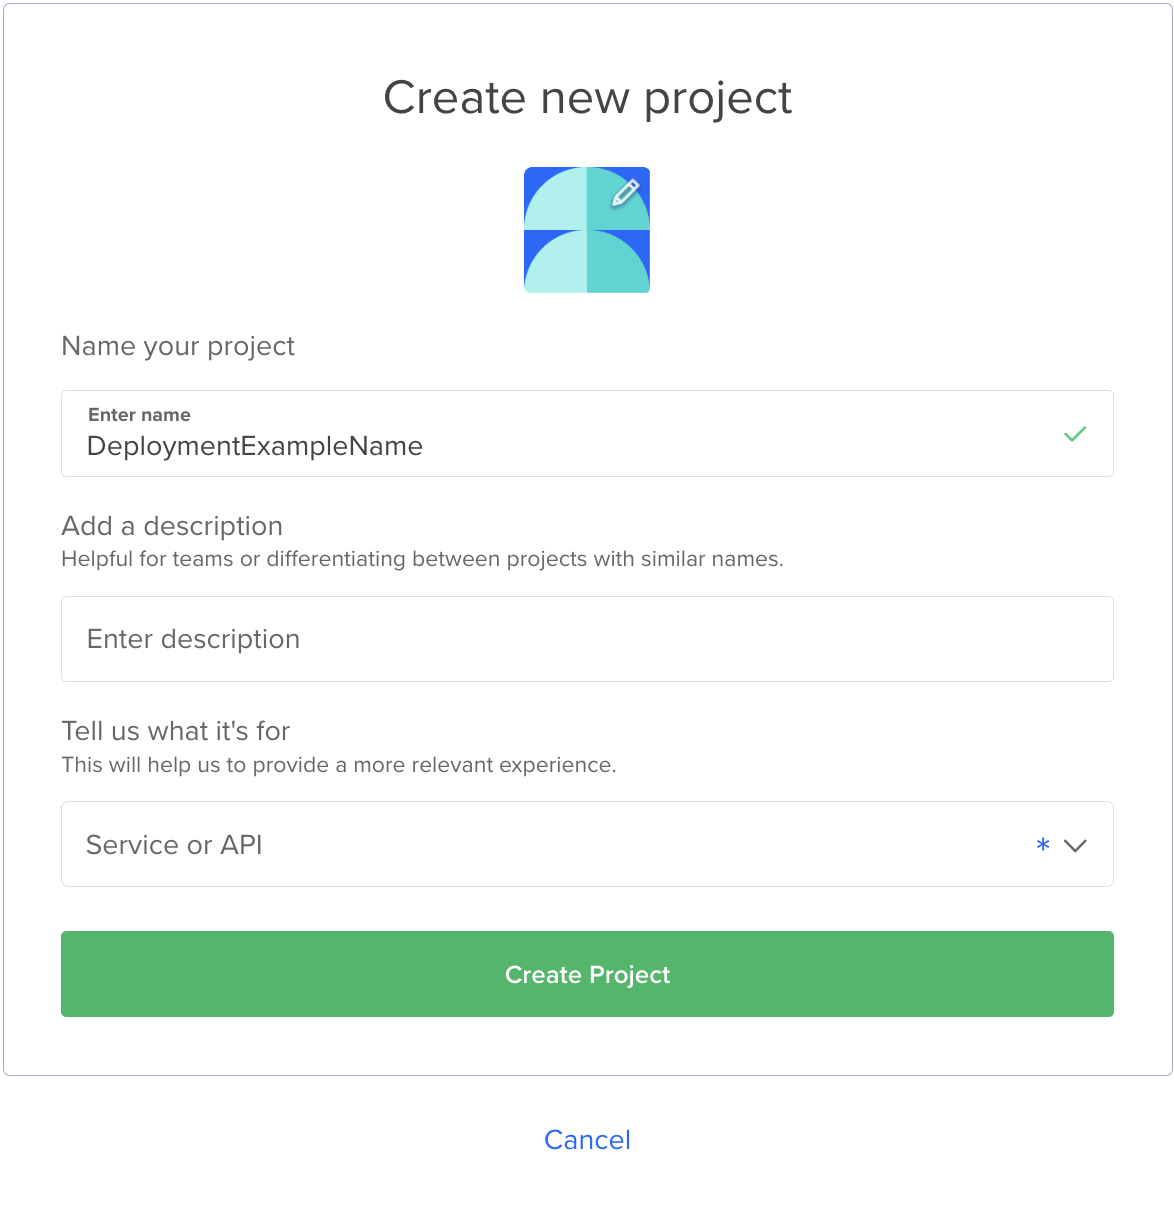 Create new project
Name your project
Enter name
DeploymentExampleName
Add a description
Helpful for teams or differentiating between projects with similar names.
Enter description
Tell us what it's for
This will help us to provide a more relevant experience.
Service or API *
Create Project
Cancel